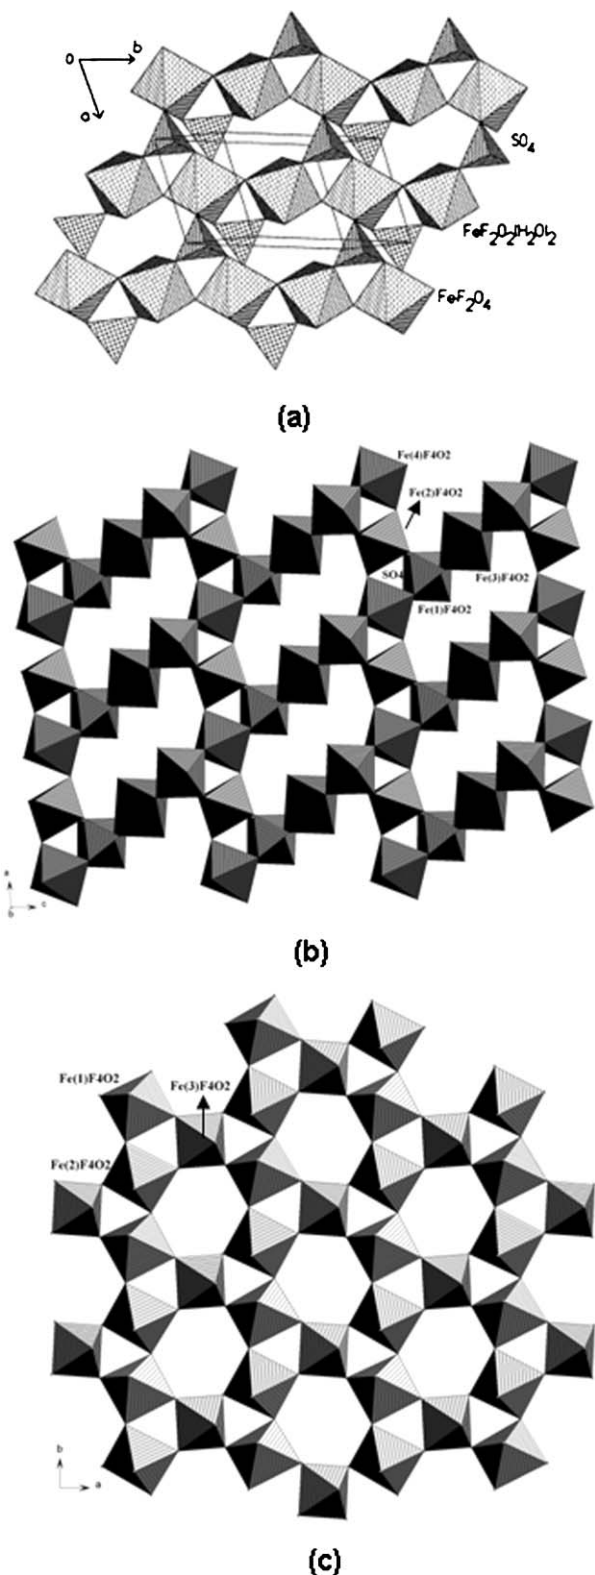 o b
a
SO4
FeF2O2(H2O)2
FeF2O4
(a)
Fe(4)F4O2
Fe(2)F4O2
SO4
Fe(3)F4O2
Fe(1)F4O2
a
b c
(b)
Fe(1)F4O2
Fe(3)F4O2
Fe(2)F4O2
b
a
(c)